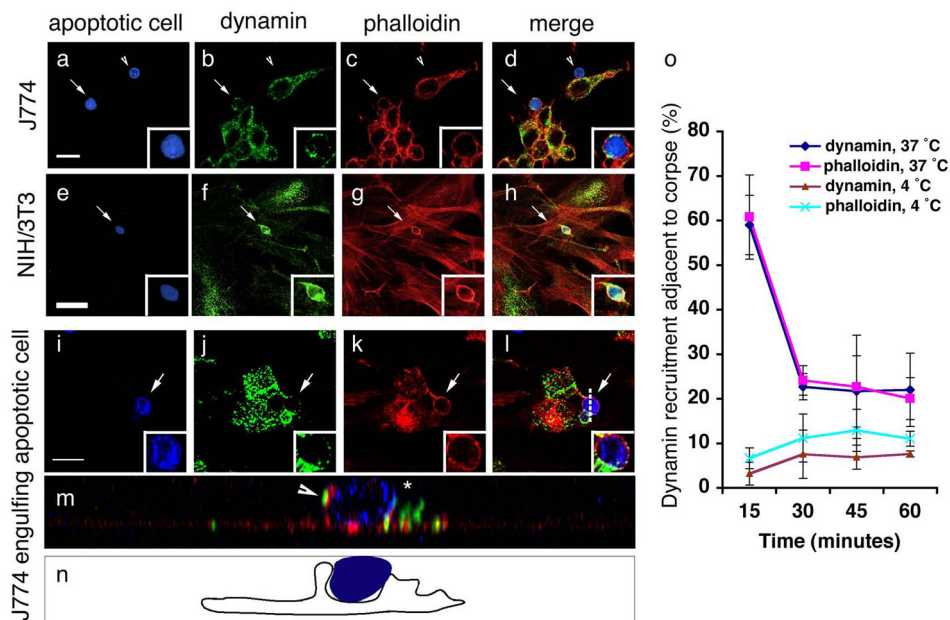 apoptotic cell dynamin phalloidin merge
J774
a b c d
NIH/3T3
e f g h
J774 engulfing apoptotic cell
i j k l
m *
n
o
Dynamin recruitment adjacent to corpse (%)
80
70
60
50
40
30
20
10
0
dynamin, 37 °C
phalloidin, 37 °C
dynamin, 4 °C
phalloidin, 4 °C
15 30 45 60
Time (minutes)